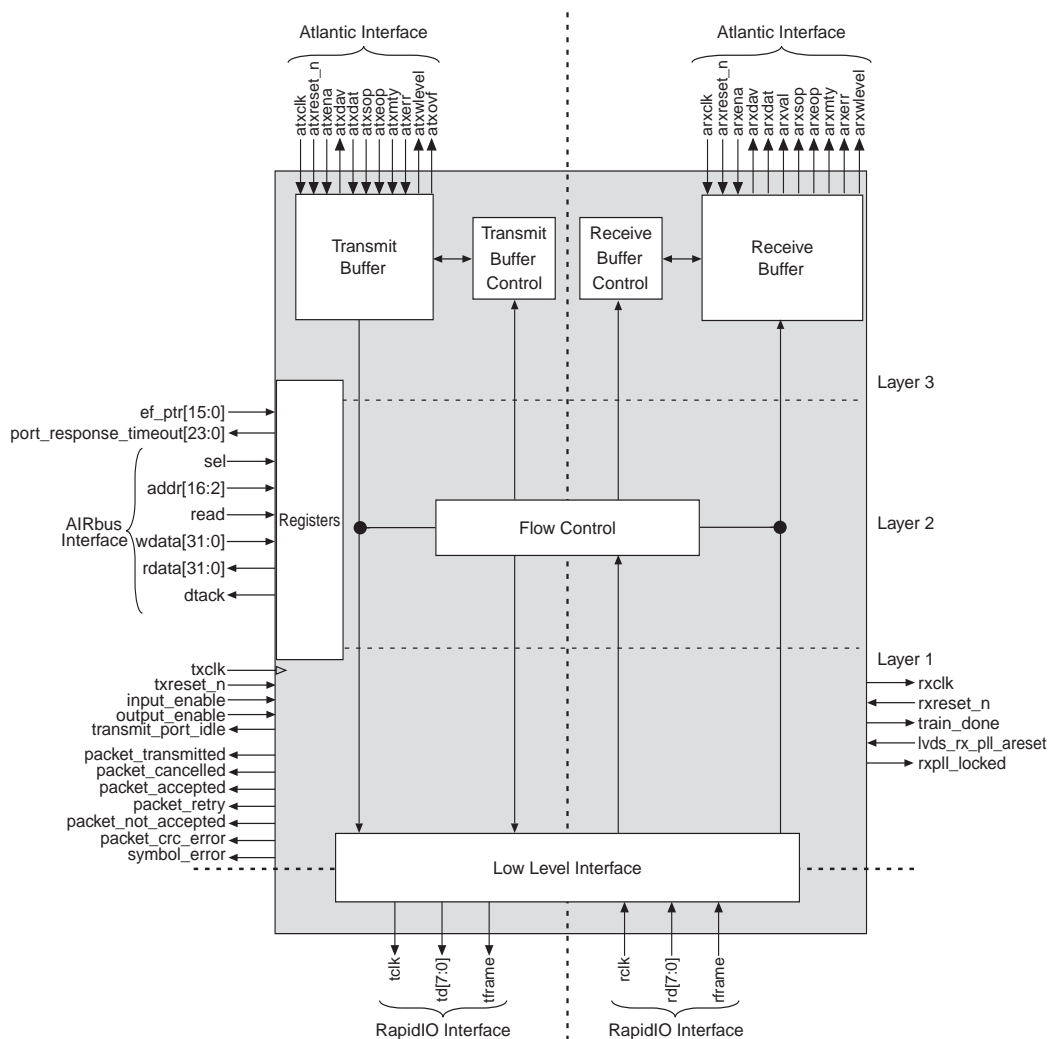 Atlantic Interface
Atlantic Interface
atxclk
atxreset_n
atxena
atxdav
atxdat
atxsop
atxeop
atxmty
atxerr
atxwlevel
atxovf
arxclk
arxreset_n
arxena
arxdav
arxdat
arxval
arxsop
arxeop
arxmty
arxerr
arxwlevel
Transmit
Buffer
Transmit
Buffer
Control
Receive
Buffer
Control
Receive
Buffer
Layer 3
ef_ptr[15:0]
port_response_timeout[23:0]
sel
addr[16:2]
read
wdata[31:0]
rdata[31:0]
dtack
AIRbus
Interface
Registers
Flow Control
Layer 2
Layer 1
txclk
txreset_n
input_enable
output_enable
transmit_port_idle
packet_transmitted
packet_cancelled
packet_accepted
packet_retry
packet_not_accepted
packet_crc_error
symbol_error
rxclk
rxreset_n
train_done
lvds_rx_pll_areset
rxpll_locked
Low Level Interface
tclk
td[7:0]
tframe
rclk
rd[7:0]
rframe
RapidIO Interface
RapidIO Interface